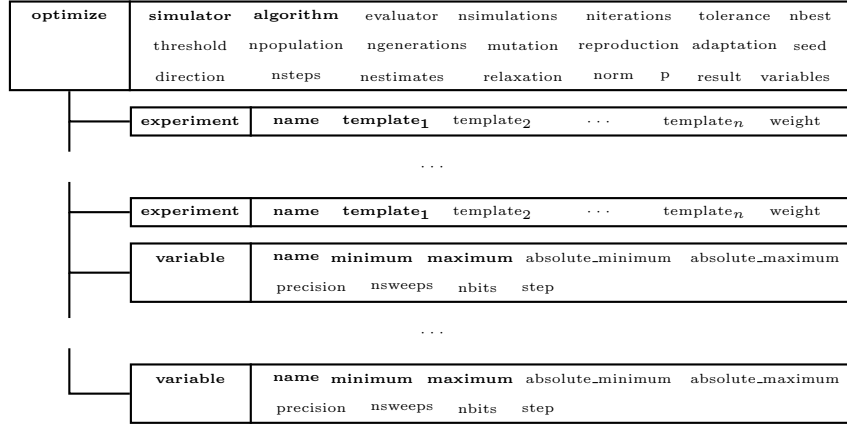 optimize simulator algorithm evaluator nsimulations niterations tolerance nbest
threshold npopulation ngenerations mutation reproduction adaptation seed
direction nsteps nestimates relaxation norm p result variables
experiment name template₁ template₂ ··· templateₙ weight
···
experiment name template₁ template₂ ··· templateₙ weight
variable name minimum maximum absolute_minimum absolute_maximum
precision nsweeps nbits step
···
variable name minimum maximum absolute_minimum absolute_maximum
precision nsweeps nbits step